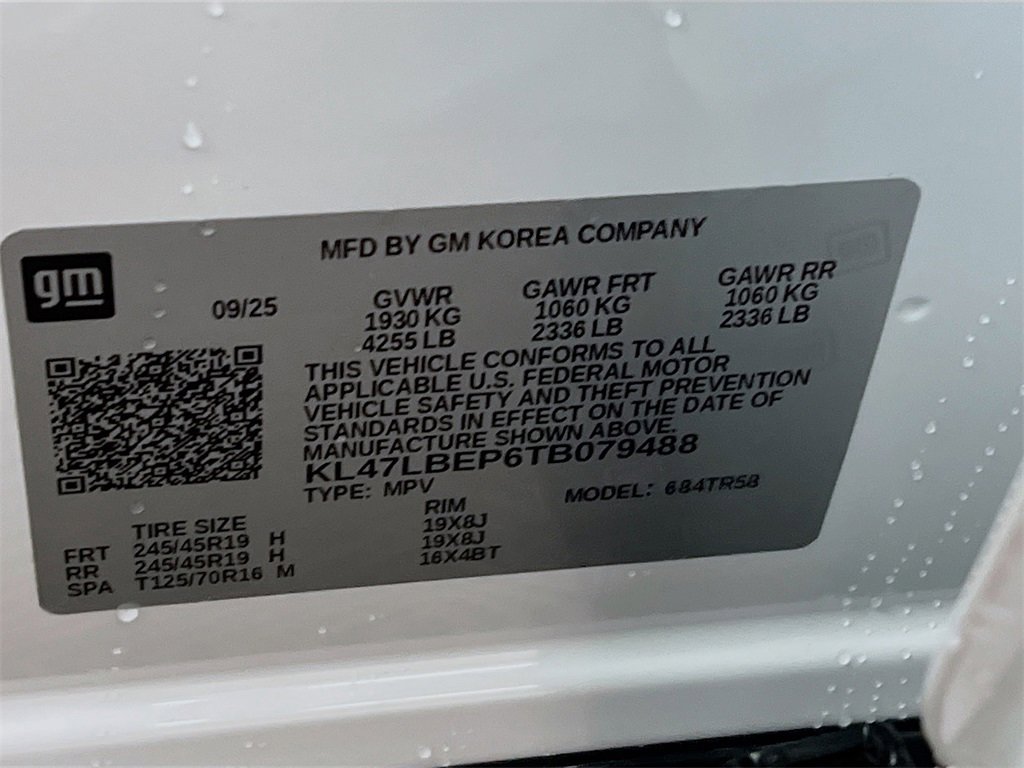 MFD BY GM KOREA COMPANY
gm
09/25
GVWR GAWR FRT GAWR RR
1930 KG 1060 KG 1060 KG
4255 LB 2336 LB 2336 LB
THIS VEHICLE CONFORMS TO ALL
APPLICABLE U.S. FEDERAL MOTOR
VEHICLE SAFETY AND THEFT PREVENTION
STANDARDS IN EFFECT ON THE DATE OF
MANUFACTURE SHOWN ABOVE.
KL47LBEP6TB079488
TYPE: MPV MODEL: 684TR58
TIRE SIZE RIM
FRT 245/45R19 H 19X8J
RR 245/45R19 H 19X8J
SPA T125/70R16 M 16X4BT